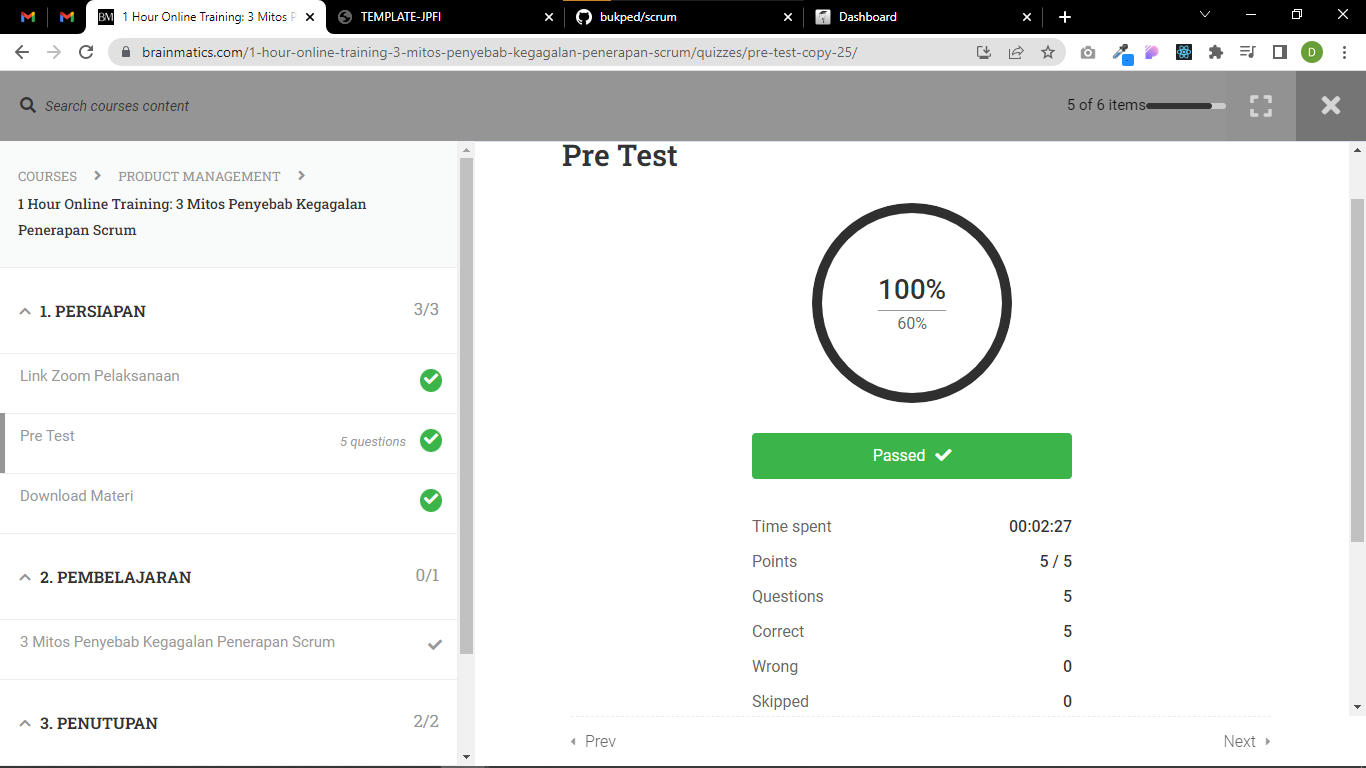 1 Hour Online Training: 3 Mitos P
TEMPLATE-JPFI
bukped/scrum
Dashboard
brainmatics.com/1-hour-online-training-3-mitos-penyebab-kegagalan-penerapan-scrum/quizzes/pre-test-copy-25/
D
Search courses content
5 of 6 items
COURSES > PRODUCT MANAGEMENT >
1 Hour Online Training: 3 Mitos Penyebab Kegagalan
Penerapan Scrum
1. PERSIAPAN 3/3
Link Zoom Pelaksanaan
Pre Test 5 questions
Download Materi
2. PEMBELAJARAN 0/1
3 Mitos Penyebab Kegagalan Penerapan Scrum
3. PENUTUPAN 2/2
Pre Test
100%
60%
Passed
Time spent 00:02:27
Points 5 / 5
Questions 5
Correct 5
Wrong 0
Skipped 0
Prev
Next